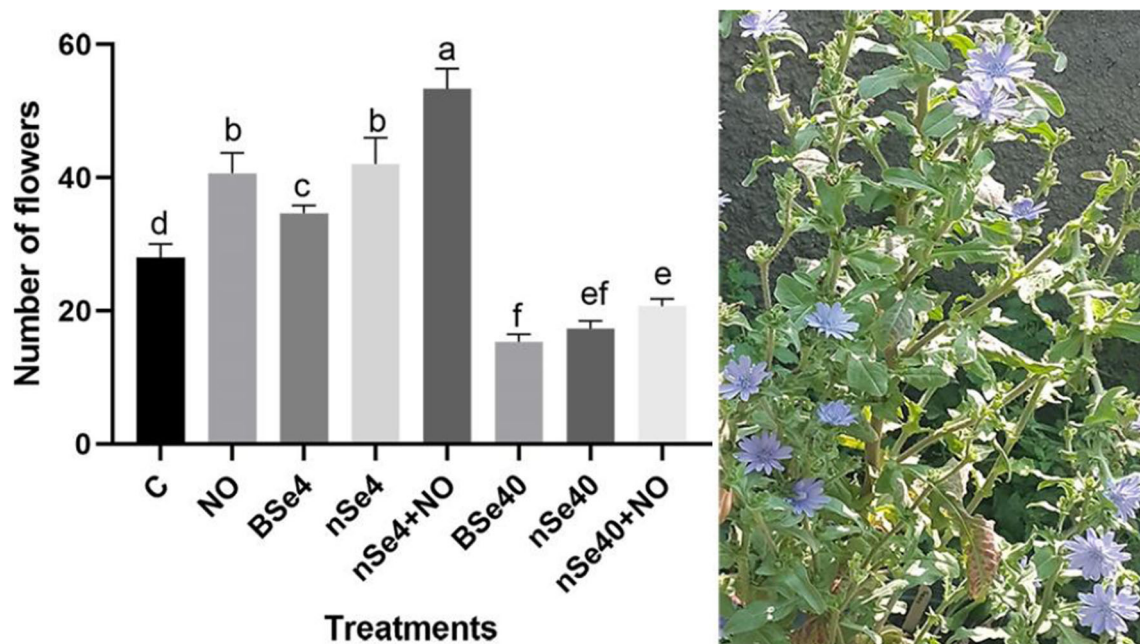 Number of flowers
60
40
20
0
d
b
c
b
a
f
ef
e
C
NO
BSe4
nSe4
nSe4+NO
BSe40
nSe40
nSe40+NO
Treatments